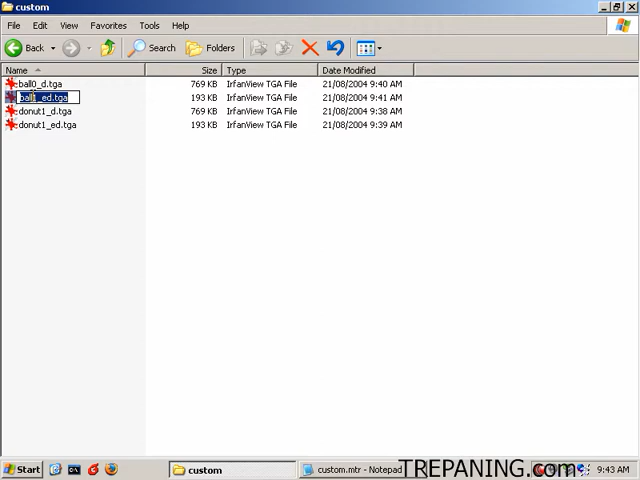 custom
File Edit View Favorites Tools Help
Back Search Folders
Name Size Type Date Modified
ball0_d.tga 769 KB IrfanView TGA File 21/08/2004 9:40 AM
ball1_ed.tga 193 KB IrfanView TGA File 21/08/2004 9:41 AM
donut1_d.tga 769 KB IrfanView TGA File 21/08/2004 9:38 AM
donut1_ed.tga 193 KB IrfanView TGA File 21/08/2004 9:39 AM
Start custom custom.mtr - Notepad TREPANING.com 9:43 AM